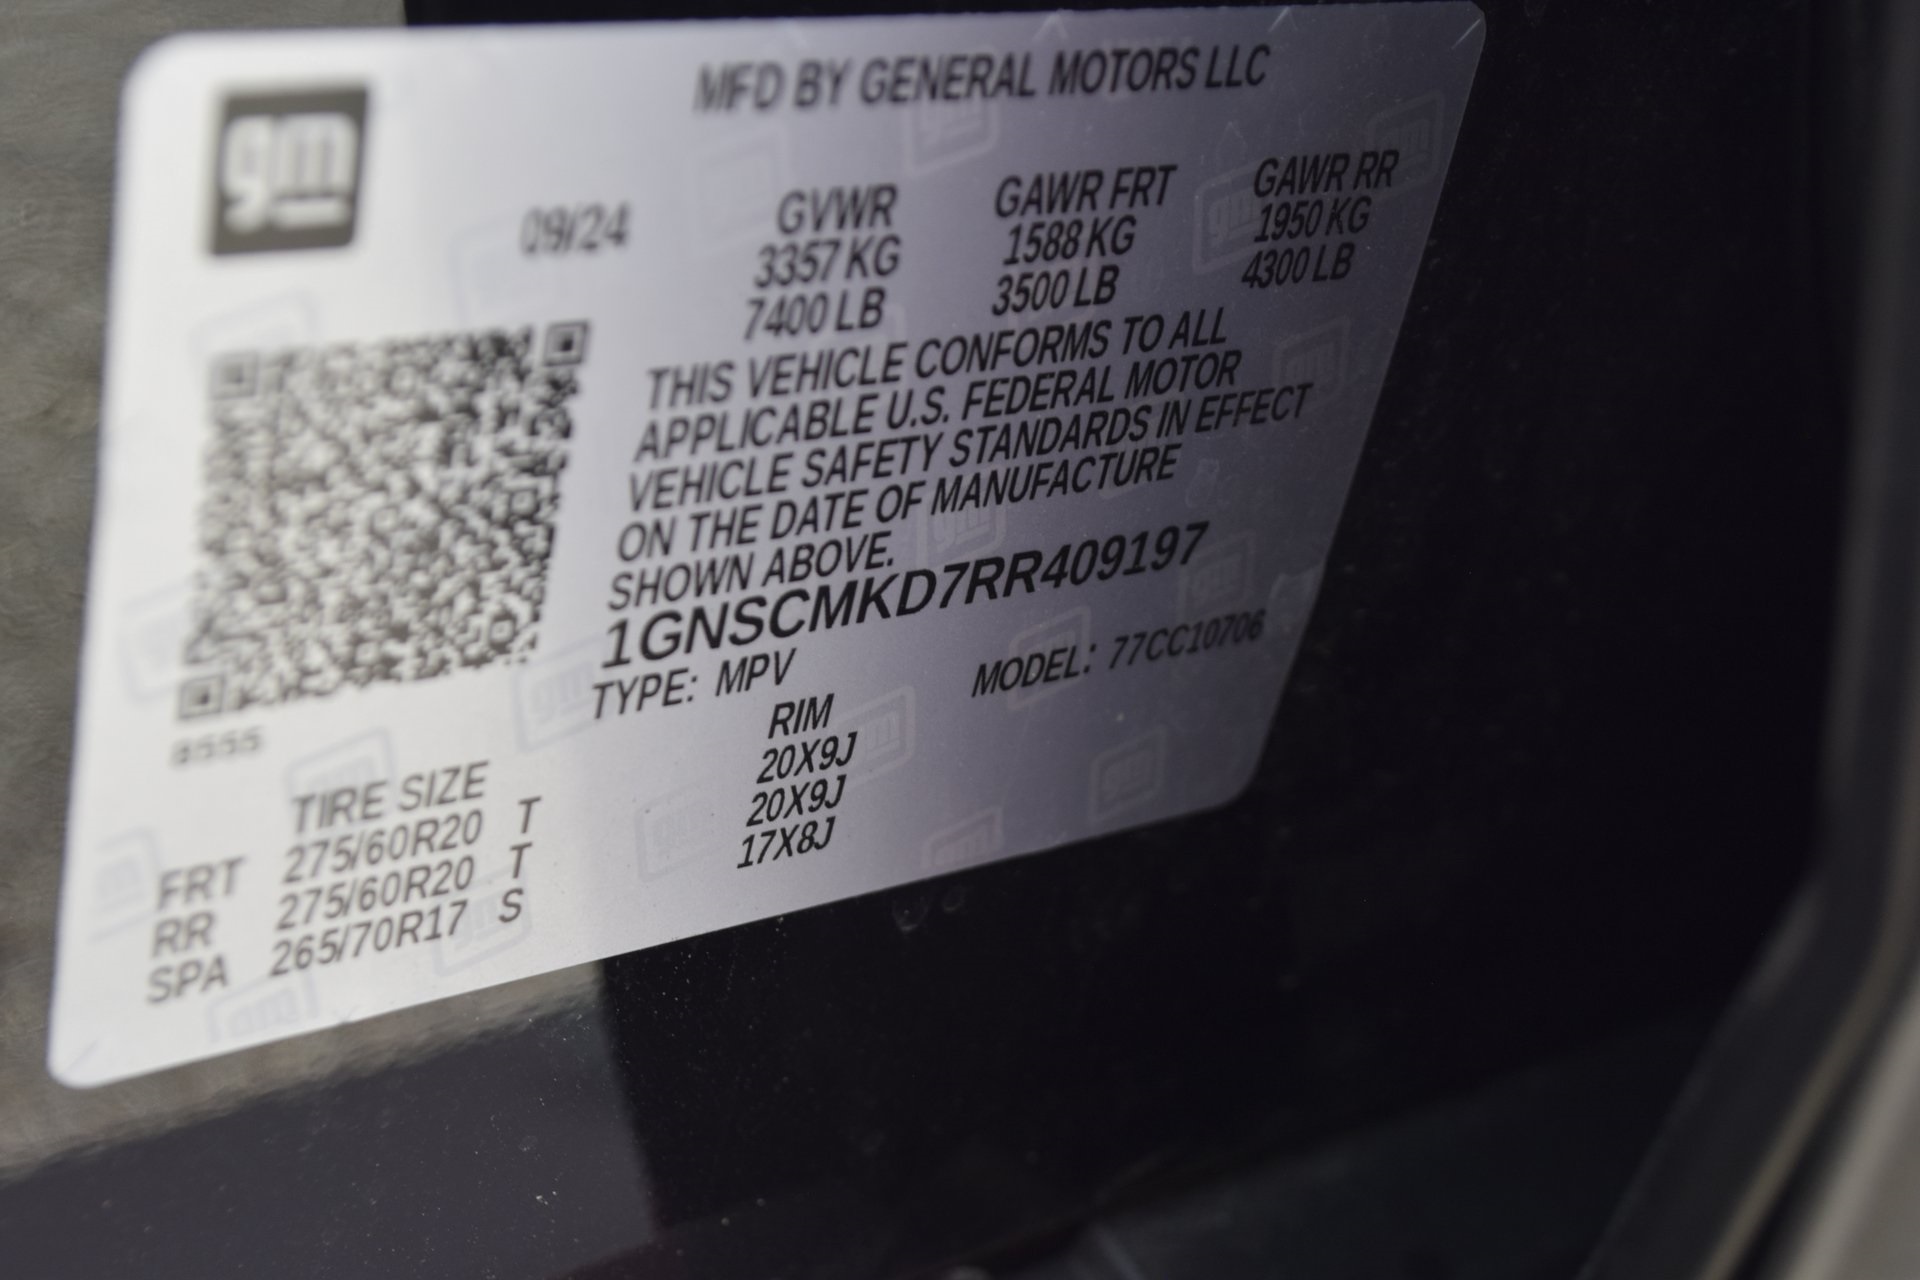 gm
MFD BY GENERAL MOTORS LLC
09/24 GVWR GAWR FRT GAWR RR
3357 KG 1588 KG 1950 KG
7400 LB 3500 LB 4300 LB
THIS VEHICLE CONFORMS TO ALL
APPLICABLE U.S. FEDERAL MOTOR
VEHICLE SAFETY STANDARDS IN EFFECT
ON THE DATE OF MANUFACTURE
SHOWN ABOVE.
1GNSCMKD7RR409197
TYPE: MPV MODEL: 77CC10706
8555
TIRE SIZE RIM
FRT 275/60R20 T 20X9J
RR 275/60R20 T 20X9J
SPA 265/70R17 S 17X8J